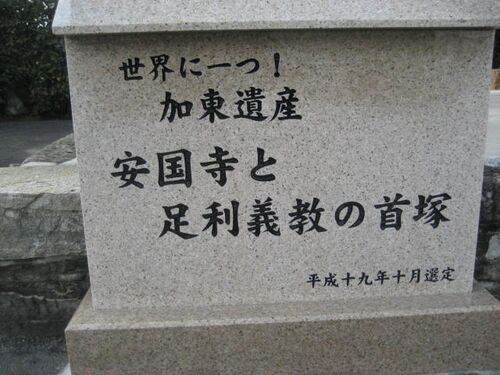 世界に一つ！
加東遺産
安国寺と
足利義教の首塚
平成十九年十月選定